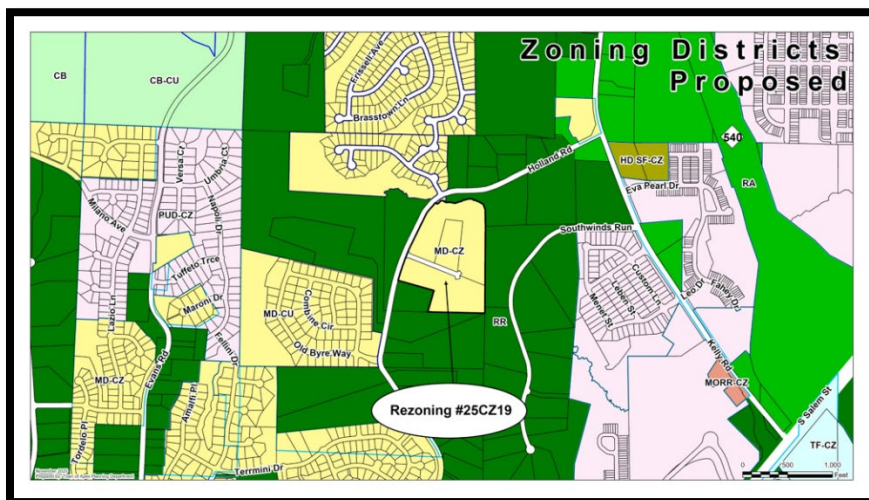 Zoning Districts
Proposed
CB
CB-CU
Frissell Ave
Brasstown Ln
540
Holland Rd
HD SF-CZ
RA
Versa Ct
Umbria Ct
Eva Pearl Dr
Milano Ave
PUD-CZ
Napoli Dr
Southwinds Run
MD-CZ
Tuffeto Trce
Custom Ln
Leben St
Menet St
Leo Dr
Lazio Ln
Maroni Dr
MD-CU
Combine Cir
RR
Old Byre Way
Kelly Rd
Evans Rd
MD-CZ
Amalfi Pl
MORR-CZ
S Salem St
Rezoning #25CZ19
Tordelo Pl
Terrmini Dr
TF-CZ
0 500 1,000
Feet